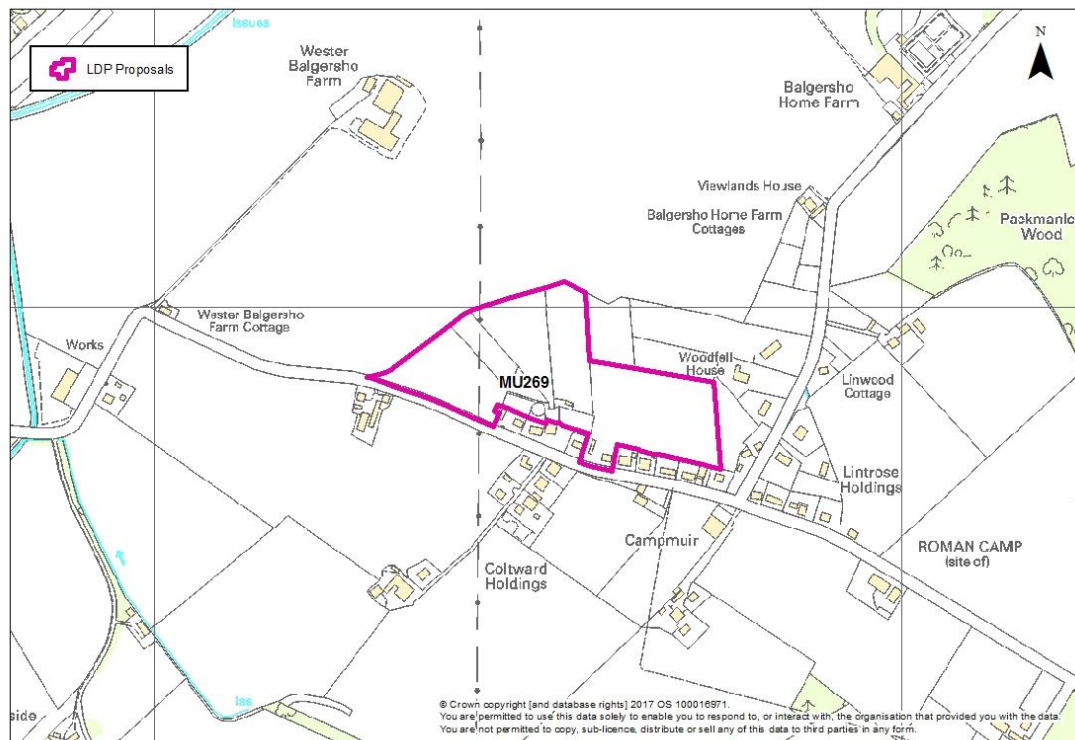 Issues
N
LDP Proposals
Wester
Balgersho
Farm
Balgersho
Home Farm
Viewlands House
Balgersho Home Farm
Cottages
Wood
Wester Balgersho
Farm Cottage
Works
MU269
Woodfell
House
Linwood
Cottage
Lintrose
Holdings
Campmuir
ROMAN CAMP
(site of)
Coltward
Holdings
Iss
side
© Crown copyright [and database rights] 2017 OS 100016971.
You are permitted to use this data solely to enable you to respond to, or interact with, the organisation that provided you with the data.
You are not permitted to copy, sub-licence, distribute or sell any of this data to third parties in any form.